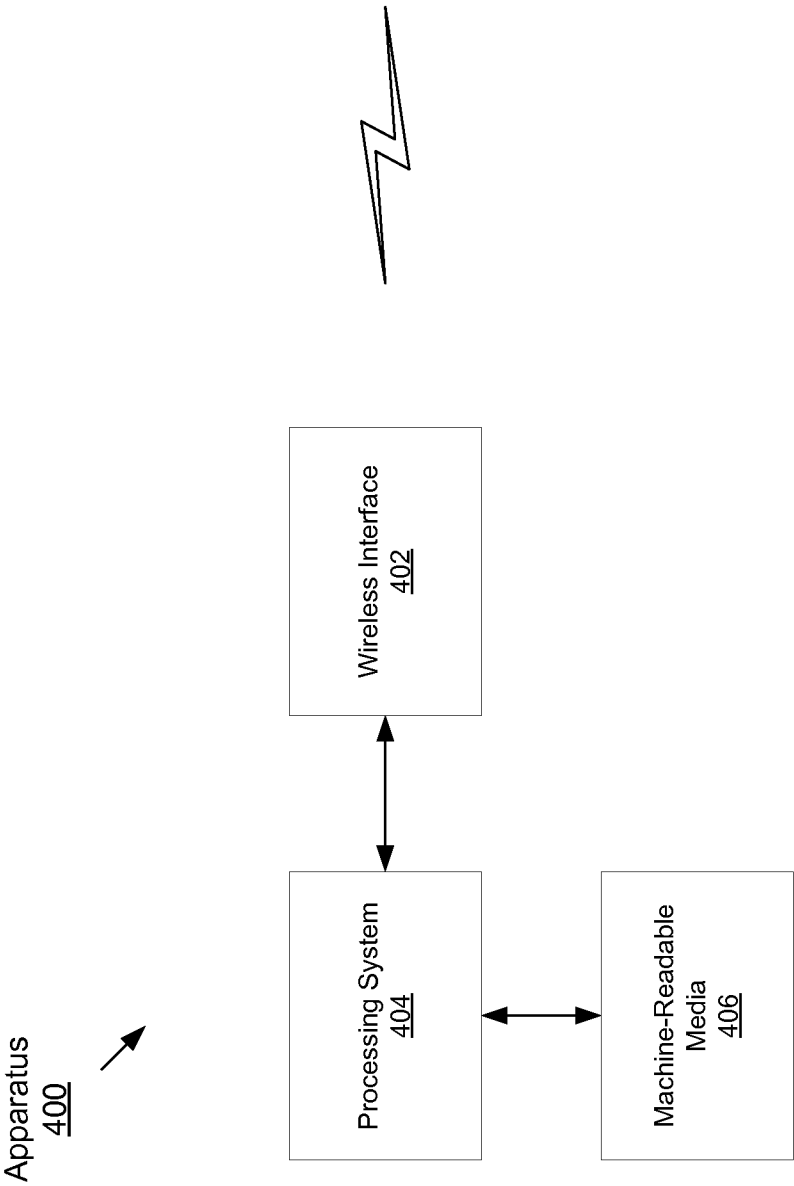 Apparatus
400
Processing System
404
Wireless Interface
402
Machine-Readable
Media
406